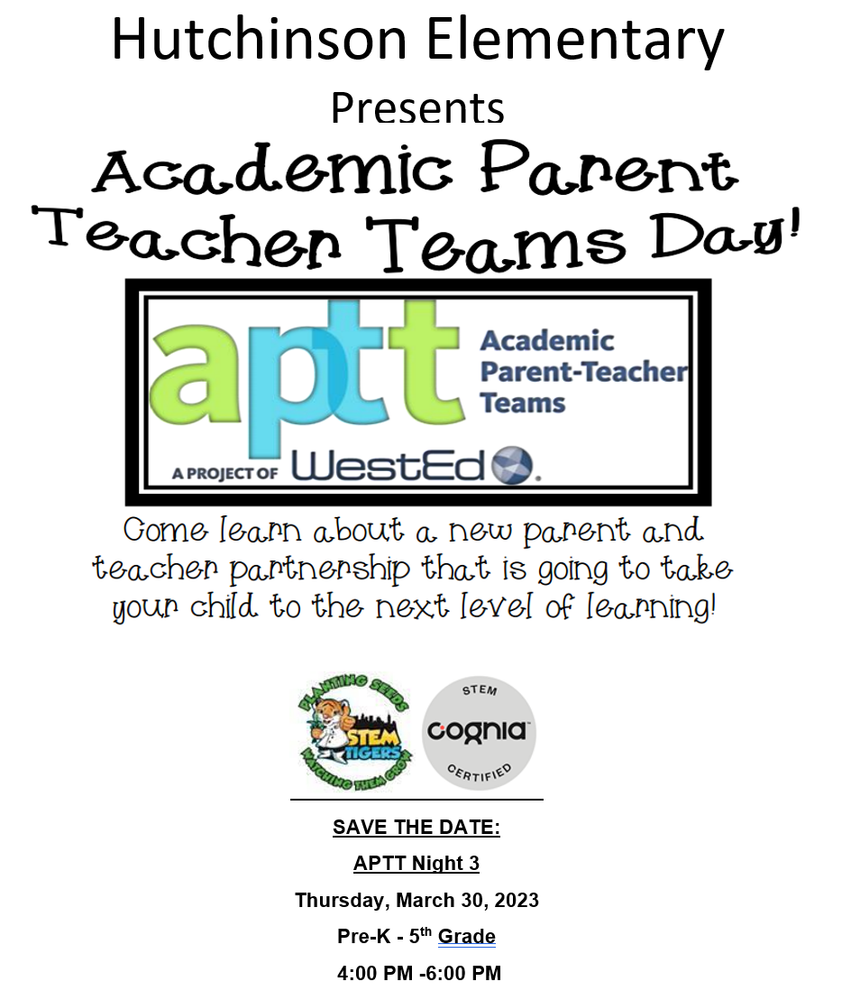 Hutchinson Elementary
Presents
Academic Parent
Teacher Teams Day!
aptt
Academic
Parent-Teacher
Teams
A PROJECT OF WestEd
Come learn about a new parent and
teacher partnership that is going to take
your child to the next level of learning!
PLANTING SEEDS
STEM
TIGERS
WATCHING THEM GROW
STEM
cognia™
CERTIFIED
SAVE THE DATE:
APTT Night 3
Thursday, March 30, 2023
Pre-K - 5th Grade
4:00 PM -6:00 PM